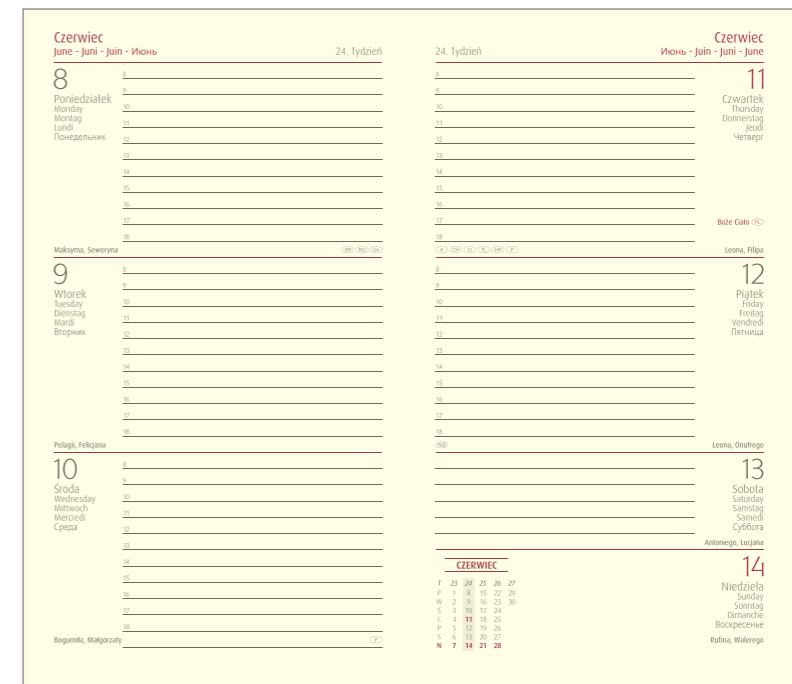 Czerwiec
June - Juni - Juin - Июнь
24. Tydzień
8
Poniedziałek
Monday
Montag
Lundi
Понедельник
8
9
10
11
12
13
14
15
16
17
18
Maksyma, Seweryna
9
Wtorek
Tuesday
Dienstag
Mardi
Вторник
8
9
10
11
12
13
14
15
16
17
18
Pelagii, Felicjana
10
Środa
Wednesday
Mittwoch
Mercredi
Среда
8
9
10
11
12
13
14
15
16
17
18
Bogumiła, Małgorzaty
P
24. Tydzień
Czerwiec
Июнь - Juin - Juni - June
11
Czwartek
Thursday
Donnerstag
Jeudi
Четверг
8
9
10
11
12
13
14
15
16
17
18
Boże Ciało PL
A CH D PL HR P
Leona, Filipa
12
Piątek
Friday
Freitag
Vendredi
Пятница
8
9
10
11
12
13
14
15
16
17
18
RUS
Leona, Onufrego
13
Sobota
Saturday
Samstag
Samedi
Суббота
Antoniego, Lucjana
14
Niedziela
Sunday
Sonntag
Dimanche
Воскресенье
Rufina, Walerego
CZERWIEC
T 23 24 25 26 27
P 1 8 15 22 29
W 2 9 16 23 30
S 3 10 17 24
C 4 11 18 25
P 5 12 19 26
S 6 13 20 27
N 7 14 21 28